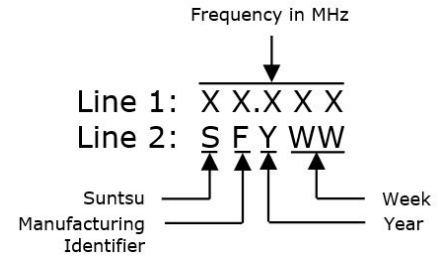 Frequency in MHz
Line 1: X X.X X X
Line 2: S F Y WW
Suntsu
Week
Manufacturing
Identifier
Year